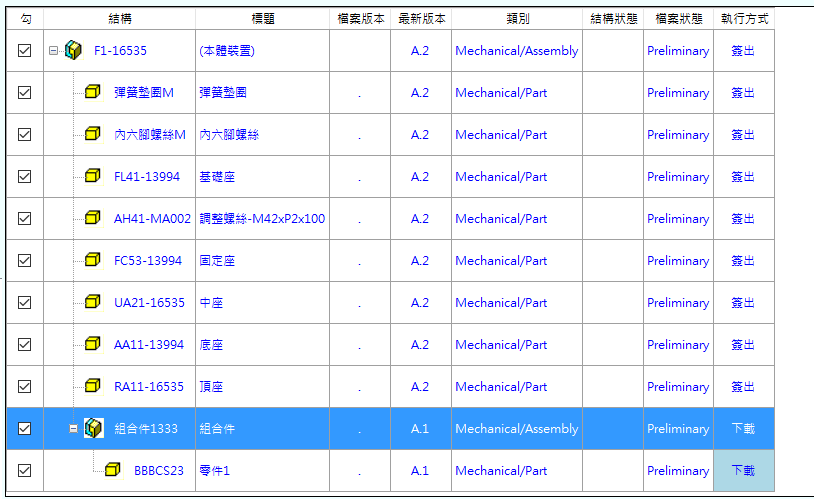 勾 結構 標題 檔案版本 最新版本 類別 結構狀態 檔案狀態 執行方式
F1-16535 (本體裝置) A.2 Mechanical/Assembly Preliminary 簽出
彈簧墊圈M 彈簧墊圈 . A.2 Mechanical/Part Preliminary 簽出
內六腳螺絲M 內六腳螺絲 . A.2 Mechanical/Part Preliminary 簽出
FL41-13994 基礎座 . A.2 Mechanical/Part Preliminary 簽出
AH41-MA002 調整螺絲-M42xP2x100 . A.2 Mechanical/Part Preliminary 簽出
FC53-13994 固定座 . A.2 Mechanical/Part Preliminary 簽出
UA21-16535 中座 . A.2 Mechanical/Part Preliminary 簽出
AA11-13994 底座 . A.2 Mechanical/Part Preliminary 簽出
RA11-16535 頂座 . A.2 Mechanical/Part Preliminary 簽出
組合件1333 組合件 . A.1 Mechanical/Assembly Preliminary 下載
BBBCS23 零件1 . A.1 Mechanical/Part Preliminary 下載